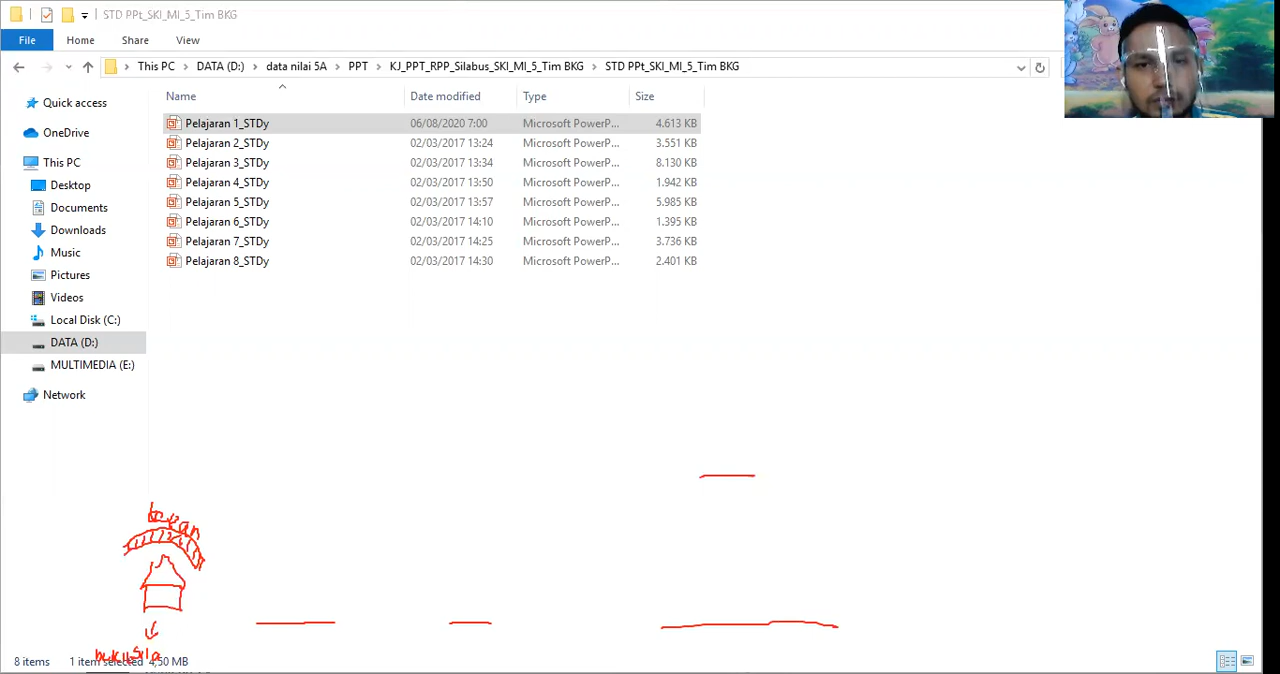 STD PPt_SKI_MI_5_Tim BKG
File Home Share View
This PC DATA (D:) data nilai 5A PPT KJ_PPT_RPP_Silabus_SKI_MI_5_Tim BKG STD PPt_SKI_MI_5_Tim BKG
Name Date modified Type Size
Quick access
OneDrive
This PC
Desktop
Documents
Downloads
Music
Pictures
Videos
Local Disk (C:)
DATA (D:)
MULTIMEDIA (E:)
Network
Pelajaran 1_STDy 06/08/2020 7:00 Microsoft PowerP... 4.613 KB
Pelajaran 2_STDy 02/03/2017 13:24 Microsoft PowerP... 3.551 KB
Pelajaran 3_STDy 02/03/2017 13:34 Microsoft PowerP... 8.130 KB
Pelajaran 4_STDy 02/03/2017 13:50 Microsoft PowerP... 1.942 KB
Pelajaran 5_STDy 02/03/2017 13:57 Microsoft PowerP... 5.985 KB
Pelajaran 6_STDy 02/03/2017 14:10 Microsoft PowerP... 1.395 KB
Pelajaran 7_STDy 02/03/2017 14:25 Microsoft PowerP... 3.736 KB
Pelajaran 8_STDy 02/03/2017 14:30 Microsoft PowerP... 2.401 KB
8 items 1 item selected 4,50 MB